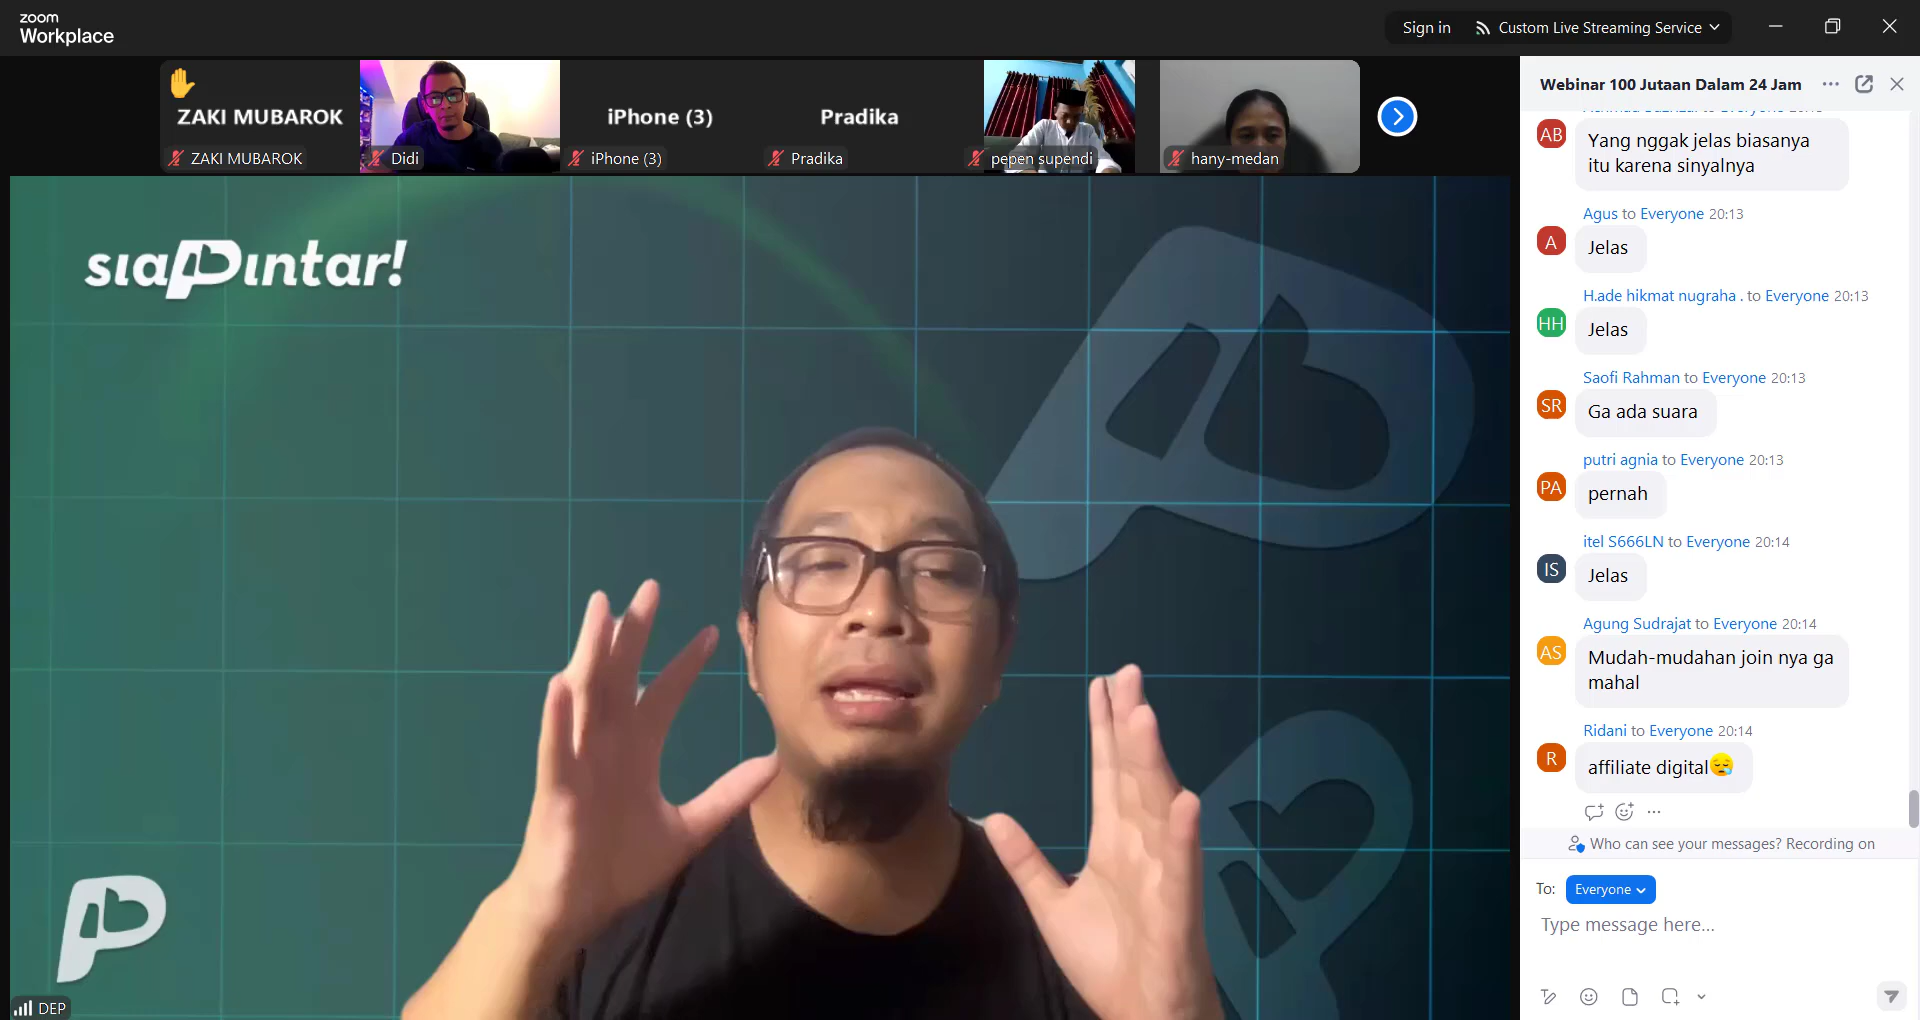 zoom
Workplace
Sign in
Custom Live Streaming Service
ZAKI MUBAROK
ZAKI MUBAROK
Didi
iPhone (3)
iPhone (3)
Pradika
Pradika
pepen supendi
hany-medan
sıapıntar!
DEP
Webinar 100 Jutaan Dalam 24 Jam
AB
Yang nggak jelas biasanya
itu karena sinyalnya
Agus to Everyone 20:13
A
Jelas
H.ade hikmat nugraha . to Everyone 20:13
HH
Jelas
Saofi Rahman to Everyone 20:13
SR
Ga ada suara
putri agnia to Everyone 20:13
PA
pernah
itel S666LN to Everyone 20:14
IS
Jelas
Agung Sudrajat to Everyone 20:14
AS
Mudah-mudahan join nya ga
mahal
Ridani to Everyone 20:14
R
affiliate digital😪
Who can see your messages? Recording on
To: Everyone
Type message here...